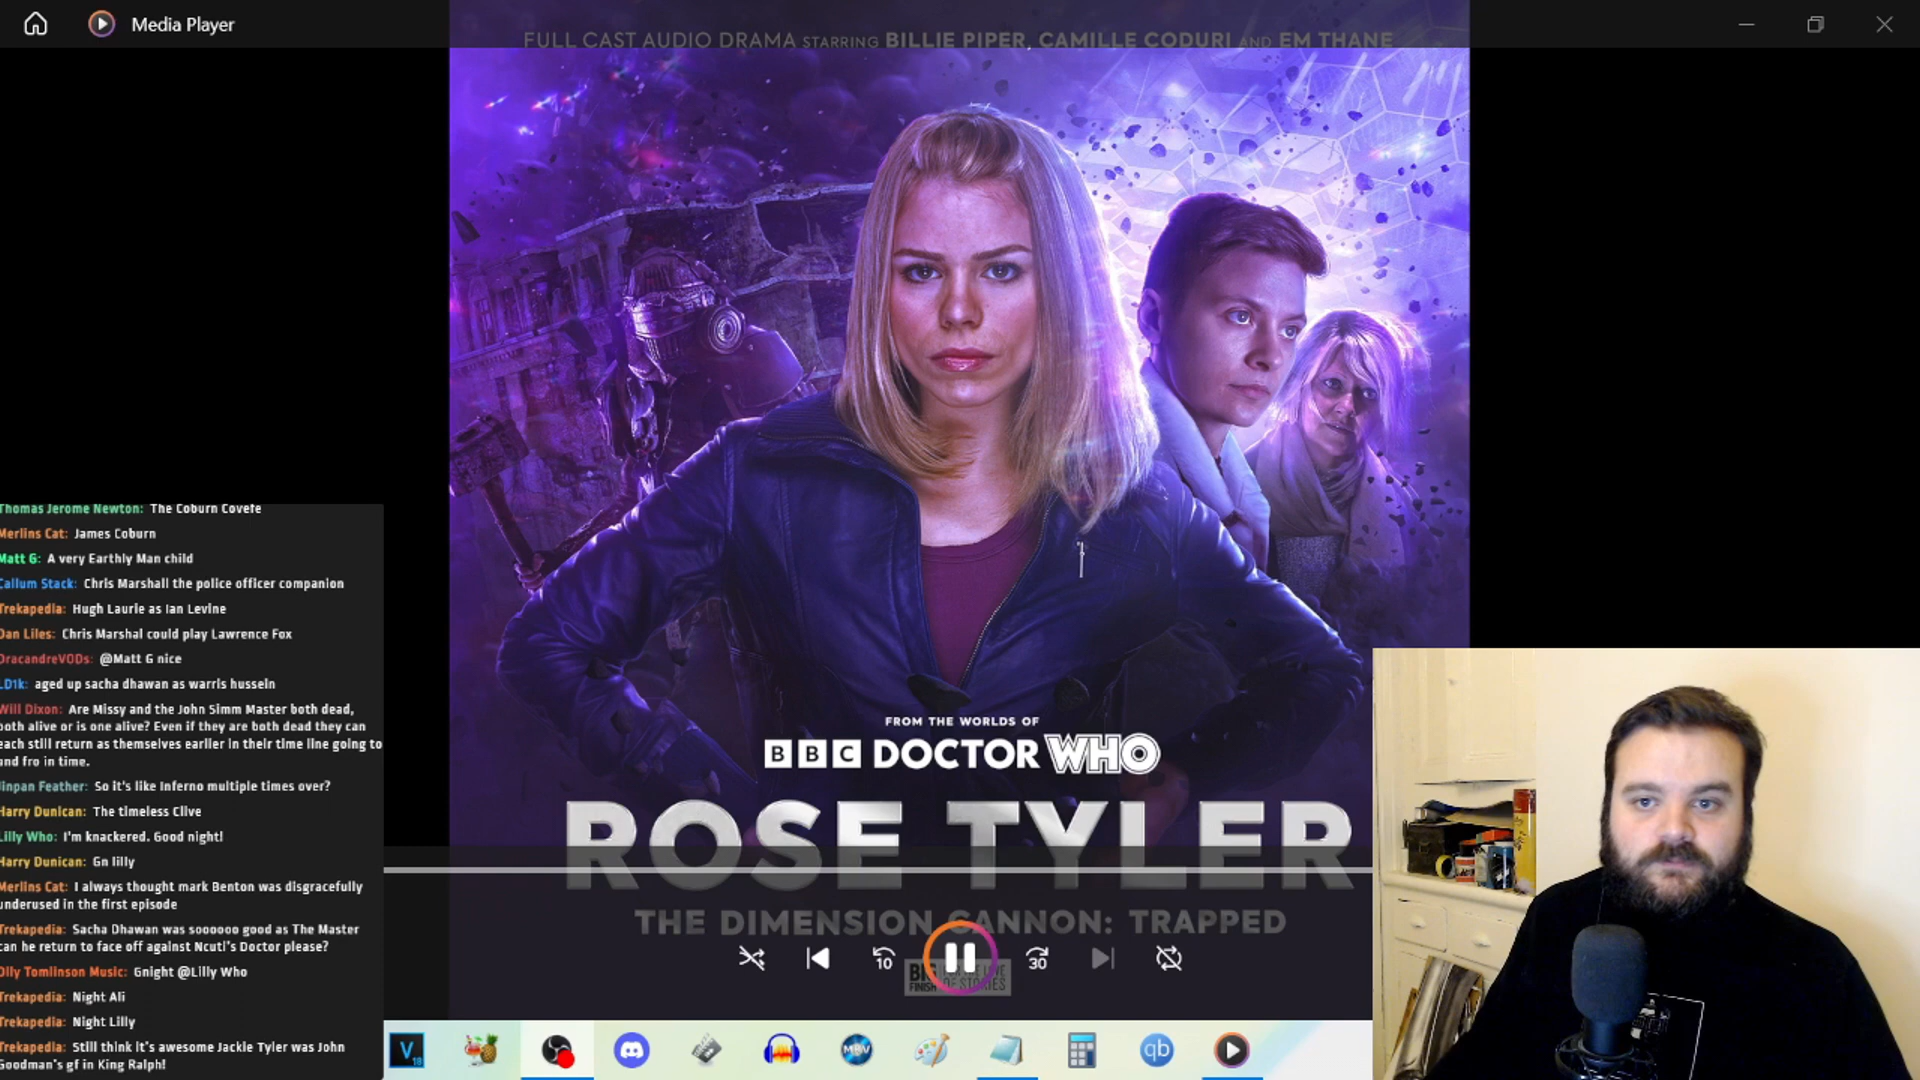 Media Player
FULL CAST AUDIO DRAMA STARRING BILLIE PIPER, CAMILLE CODURI AND EM THANE
FROM THE WORLDS OF
BBC DOCTOR WHO
ROSE TYLER
THE DIMENSION CANNON: TRAPPED
10
30
BIG FINISH
Thomas Jerome Newton: The Coburn Covefe
Merlins Cat: James Coburn
Matt G: A very Earthly Man child
Callum Stack: Chris Marshall the police officer companion
Trekapedia: Hugh Laurie as Ian Levine
Dan Liles: Chris Marshal could play Lawrence Fox
DracandreVODs: @Matt G nice
LD1k: aged up sacha dhawan as warris hussein
Will Dixon: Are Missy and the John Simm Master both dead,
both alive or is one alive? Even if they are both dead they can
each still return as themselves earlier in their time line going to
and fro in time.
Jinpan Feather: So it's like Inferno multiple times over?
Harry Dunican: The timeless Clive
Lilly Who: I'm knackered. Good night!
Harry Dunican: Gn lilly
Merlins Cat: I always thought mark Benton was disgracefully
underused in the first episode
Trekapedia: Sacha Dhawan was soooooo good as The Master
can he return to face off against Ncuti's Doctor please?
Olly Tomlinson Music: Gnight @Lilly Who
Trekapedia: Night Ali
Trekapedia: Night Lilly
Trekapedia: Still think it's awesome Jackie Tyler was John
Goodman's gf in King Ralph!
V
18
MSV
qb